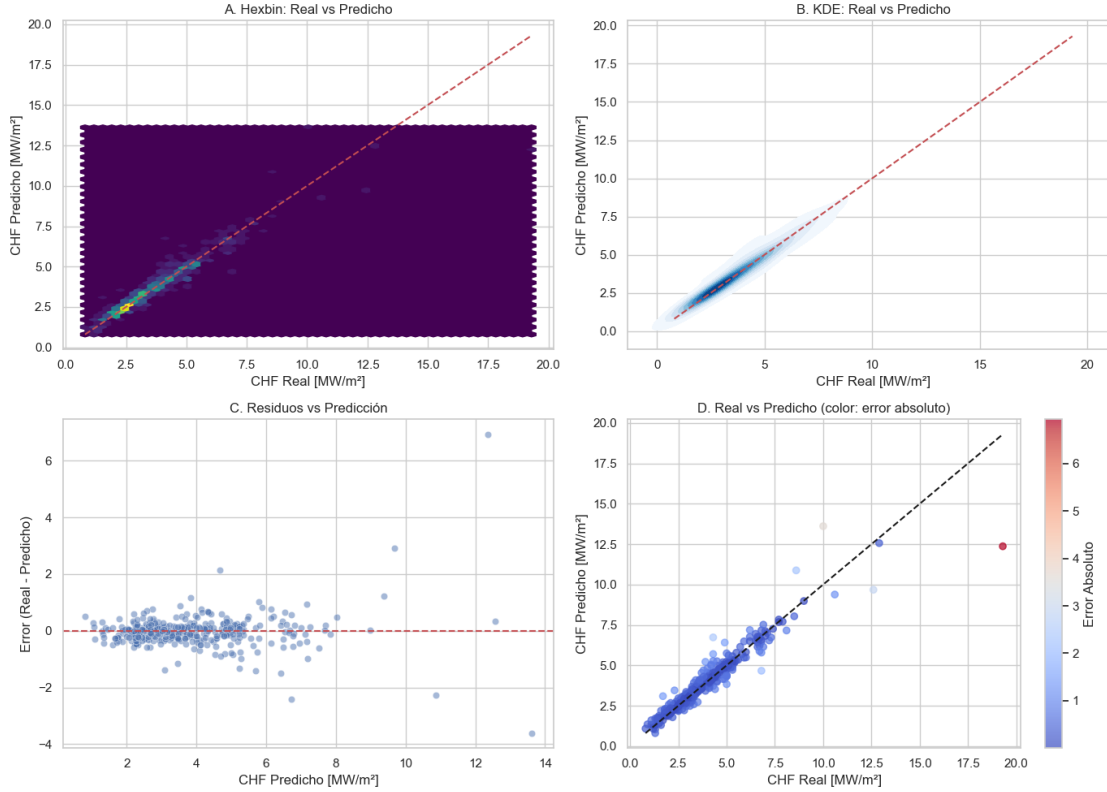 A. Hexbin: Real vs Predicho
20.0
17.5
15.0
12.5
10.0
7.5
5.0
2.5
0.0
CHF Predicho [MW/m²]
0.0 2.5 5.0 7.5 10.0 12.5 15.0 17.5 20.0
CHF Real [MW/m²]
B. KDE: Real vs Predicho
20.0
17.5
15.0
12.5
10.0
7.5
5.0
2.5
0.0
CHF Predicho [MW/m²]
0 5 10 15 20
CHF Real [MW/m²]
C. Residuos vs Predicción
6
4
2
0
−2
−4
Error (Real - Predicho)
2 4 6 8 10 12 14
CHF Predicho [MW/m²]
D. Real vs Predicho (color: error absoluto)
20.0
17.5
15.0
12.5
10.0
7.5
5.0
2.5
0.0
CHF Predicho [MW/m²]
0.0 2.5 5.0 7.5 10.0 12.5 15.0 17.5 20.0
CHF Real [MW/m²]
6
5
4
3
2
1
Error Absoluto